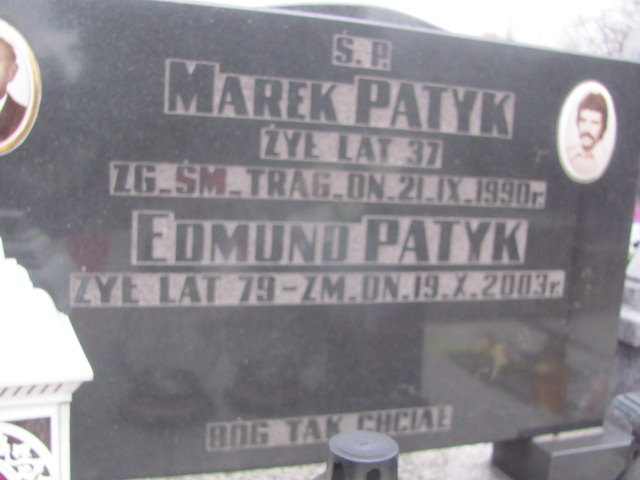 Ś. P.
MAREK PATYK
ŻYŁ LAT 37
ZG. ŚM. TRAG. DN. 21.IX.1990r.
EDMUND PATYK
ŻYŁ LAT 79-ZM. DN. 19.X.2003r.
BÓG TAK CHCIAŁ